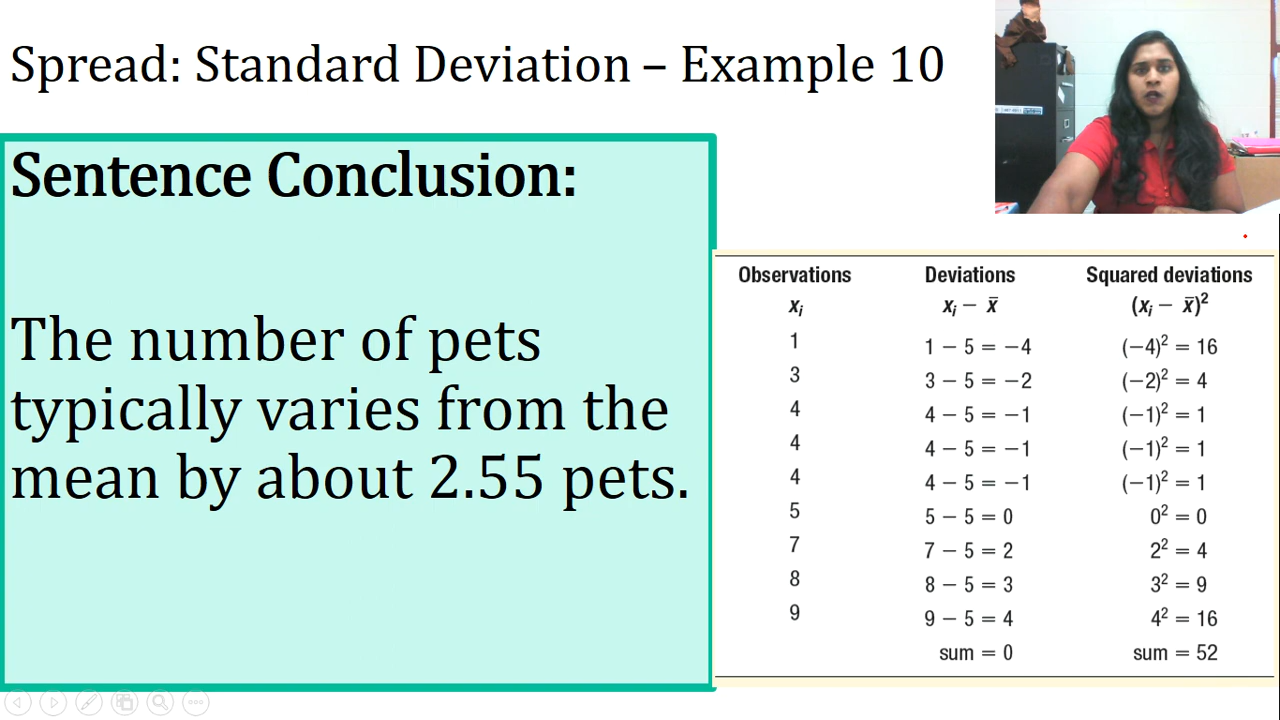 Spread: Standard Deviation – Example 10
Sentence Conclusion:
The number of pets
typically varies from the
mean by about 2.55 pets.
Observations Deviations Squared deviations
xᵢ xᵢ − x̄ (xᵢ − x̄)²
1 1 − 5 = −4 (−4)² = 16
3 3 − 5 = −2 (−2)² = 4
4 4 − 5 = −1 (−1)² = 1
4 4 − 5 = −1 (−1)² = 1
4 4 − 5 = −1 (−1)² = 1
5 5 − 5 = 0 0² = 0
7 7 − 5 = 2 2² = 4
8 8 − 5 = 3 3² = 9
9 9 − 5 = 4 4² = 16
sum = 0 sum = 52